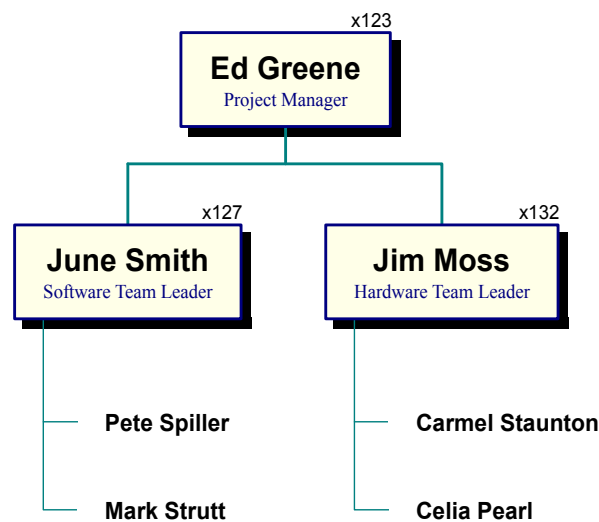 x123
Ed Greene
Project Manager
x127
June Smith
Software Team Leader
x132
Jim Moss
Hardware Team Leader
Pete Spiller
Mark Strutt
Carmel Staunton
Celia Pearl